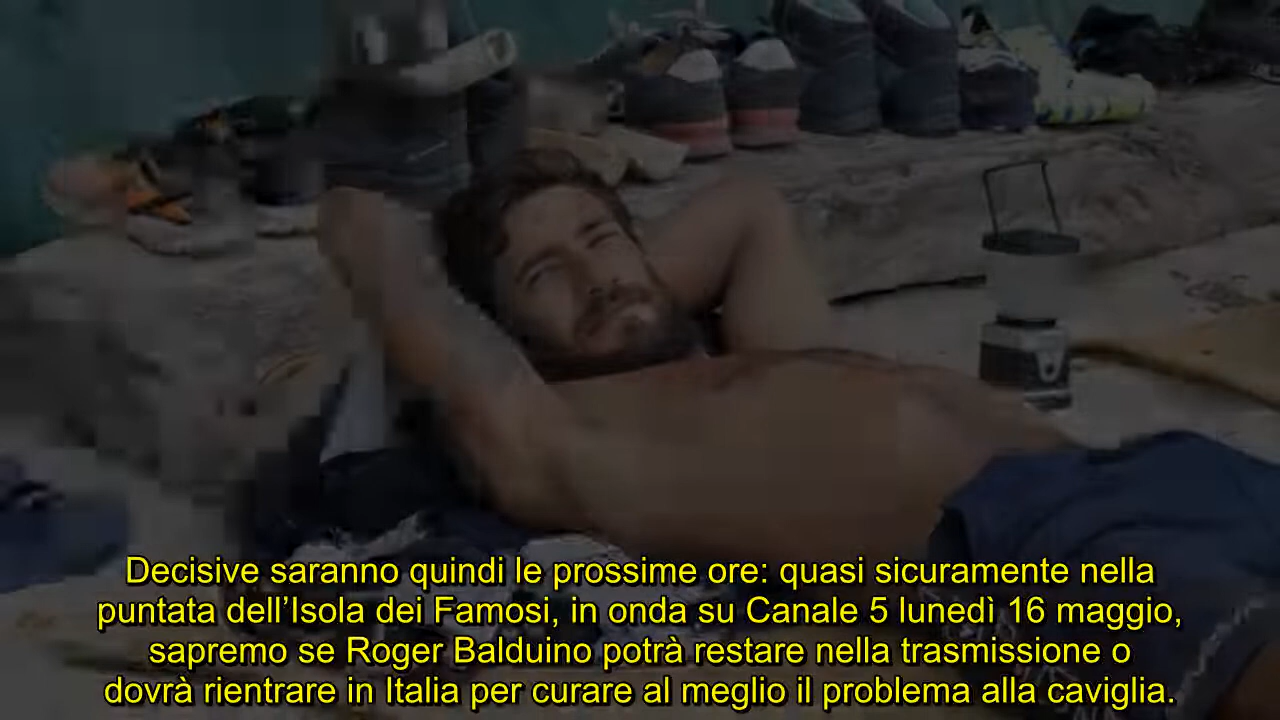 Decisive saranno quindi le prossime ore: quasi sicuramente nella
puntata dell’Isola dei Famosi, in onda su Canale 5 lunedì 16 maggio,
sapremo se Roger Balduino potrà restare nella trasmissione o
dovrà rientrare in Italia per curare al meglio il problema alla caviglia.